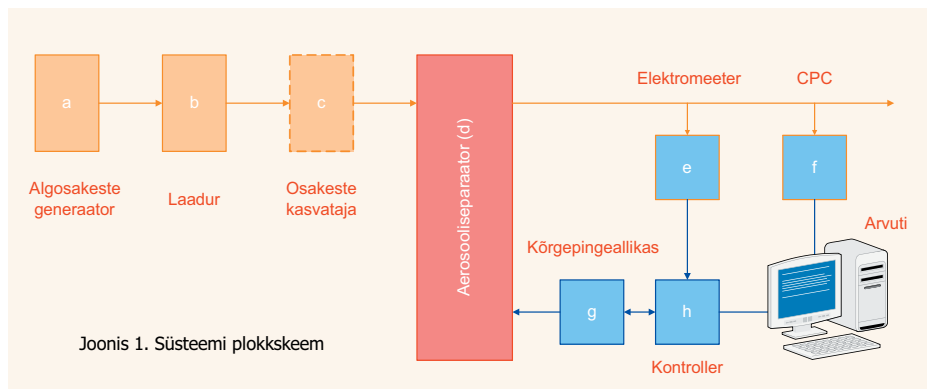 a
b
c
Algosakeste
generaator
Laadur
Osakeste
kasvataja
Aerosooliseparaator (d)
Elektromeeter
CPC
e
f
Arvuti
Kõrgepingeallikas
g
h
Kontroller
Joonis 1. Süsteemi plokkskeem